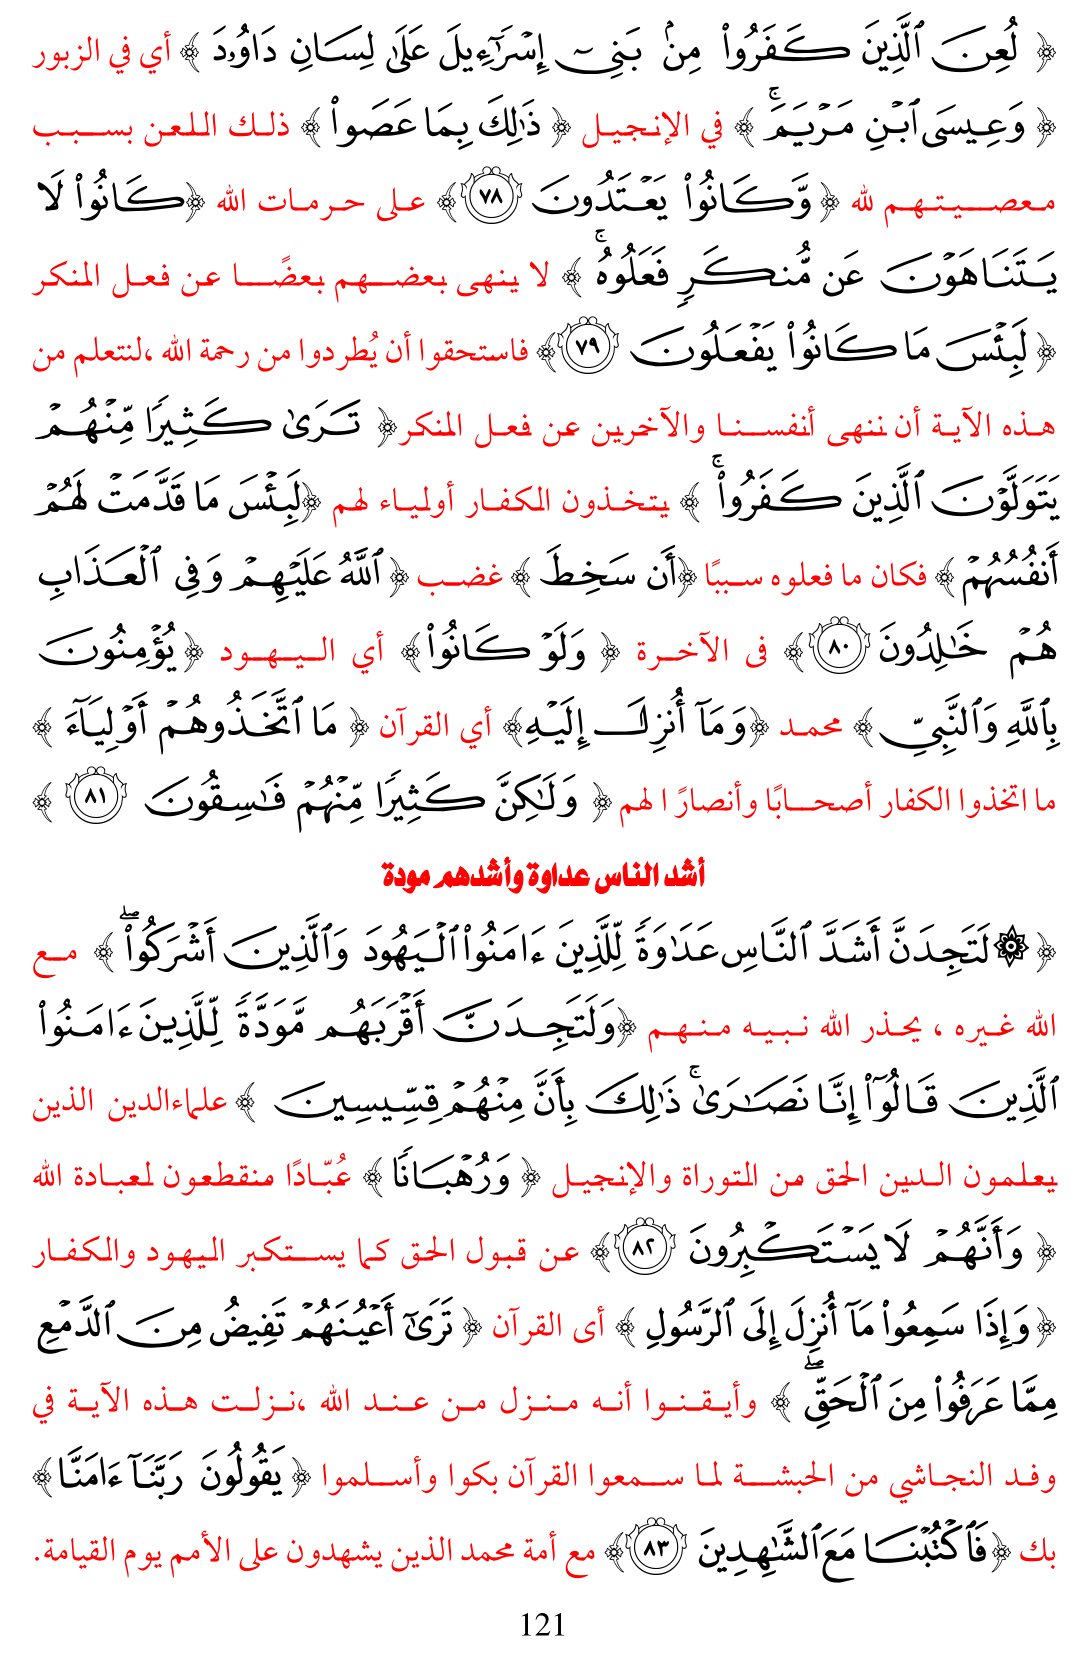 ﴿ لُعِنَ ٱلَّذِينَ كَفَرُوا۟ مِنۢ بَنِىٓ إِسْرَٰٓءِيلَ عَلَىٰ لِسَانِ دَاوُۥدَ ﴾ أي في الزبور
﴿ وَعِيسَى ٱبْنِ مَرْيَمَ ۚ ﴾ في الإنجيل ﴿ ذَٰلِكَ بِمَا عَصَوا۟ ﴾ ذلك اللعن بسبب
معصيتهم لله ﴿ وَّكَانُوا۟ يَعْتَدُونَ ٧٨﴾ على حرمات الله ﴿كَانُوا۟ لَا
يَتَنَاهَوْنَ عَن مُّنكَرٍ فَعَلُوهُ ۚ ﴾ لا ينهى بعضهم بعضًا عن فعل المنكر
﴿ لَبِئْسَ مَا كَانُوا۟ يَفْعَلُونَ ٧٩﴾ فاستحقوا أن يُطردوا من رحمة الله ،لنتعلم من
هذه الآية أن ننهى أنفسنا والآخرين عن فعل المنكر﴿ تَرَىٰ كَثِيرًا مِّنْهُمْ
يَتَوَلَّوْنَ ٱلَّذِينَ كَفَرُوا۟ ۚ ﴾ يتخذون الكفار أولياء لهم ﴿لَبِئْسَ مَا قَدَّمَتْ لَهُمْ
أَنفُسُهُمْ ﴾ فكان ما فعلوه سببًا ﴿أَن سَخِطَ ﴾ غضب ﴿ ٱللَّهُ عَلَيْهِمْ وَفِى ٱلْعَذَابِ
هُمْ خَٰلِدُونَ ٨٠﴾ فى الآخرة ﴿ وَلَوْ كَانُوا۟﴾ أي اليهود ﴿ يُؤْمِنُونَ
بِٱللَّهِ وَٱلنَّبِىِّ ﴾ محمد ﴿وَمَآ أُنزِلَ إِلَيْهِ﴾ أي القرآن ﴿ مَا ٱتَّخَذُوهُمْ أَوْلِيَآءَ ﴾
ما اتخذوا الكفار أصحابًا وأنصارًا لهم ﴿ وَلَٰكِنَّ كَثِيرًا مِّنْهُمْ فَٰسِقُونَ ٨١ ﴾
أشد الناس عداوة وأشدهم مودة
﴿ ۞ لَتَجِدَنَّ أَشَدَّ ٱلنَّاسِ عَدَٰوَةً لِّلَّذِينَ ءَامَنُوا۟ ٱلْيَهُودَ وَٱلَّذِينَ أَشْرَكُوا۟ ۖ ﴾ مع
الله غيره ، يحذر الله نبيه منهم ﴿وَلَتَجِدَنَّ أَقْرَبَهُم مَّوَدَّةً لِّلَّذِينَ ءَامَنُوا۟
ٱلَّذِينَ قَالُوٓا۟ إِنَّا نَصَٰرَىٰ ۚ ذَٰلِكَ بِأَنَّ مِنْهُمْ قِسِّيسِينَ ﴾ علماءالدين الذين
يعلمون الدين الحق من التوراة والإنجيل ﴿ وَرُهْبَانًا ﴾ عُبّادًا منقطعون لعبادة الله
﴿ وَأَنَّهُمْ لَا يَسْتَكْبِرُونَ ٨٢﴾ عن قبول الحق كما يستكبر اليهود والكفار
﴿ وَإِذَا سَمِعُوا۟ مَآ أُنزِلَ إِلَى ٱلرَّسُولِ ﴾ أى القرآن ﴿ تَرَىٰٓ أَعْيُنَهُمْ تَفِيضُ مِنَ ٱلدَّمْعِ
مِمَّا عَرَفُوا۟ مِنَ ٱلْحَقِّ ۖ ﴾ وأيقنوا أنه منزل من عند الله ،نزلت هذه الآية في
وفد النجاشي من الحبشة لما سمعوا القرآن بكوا وأسلموا ﴿ يَقُولُونَ رَبَّنَآ ءَامَنَّا ﴾
بك ﴿فَٱكْتُبْنَا مَعَ ٱلشَّٰهِدِينَ ٨٣﴾ مع أمة محمد الذين يشهدون على الأمم يوم القيامة.
121